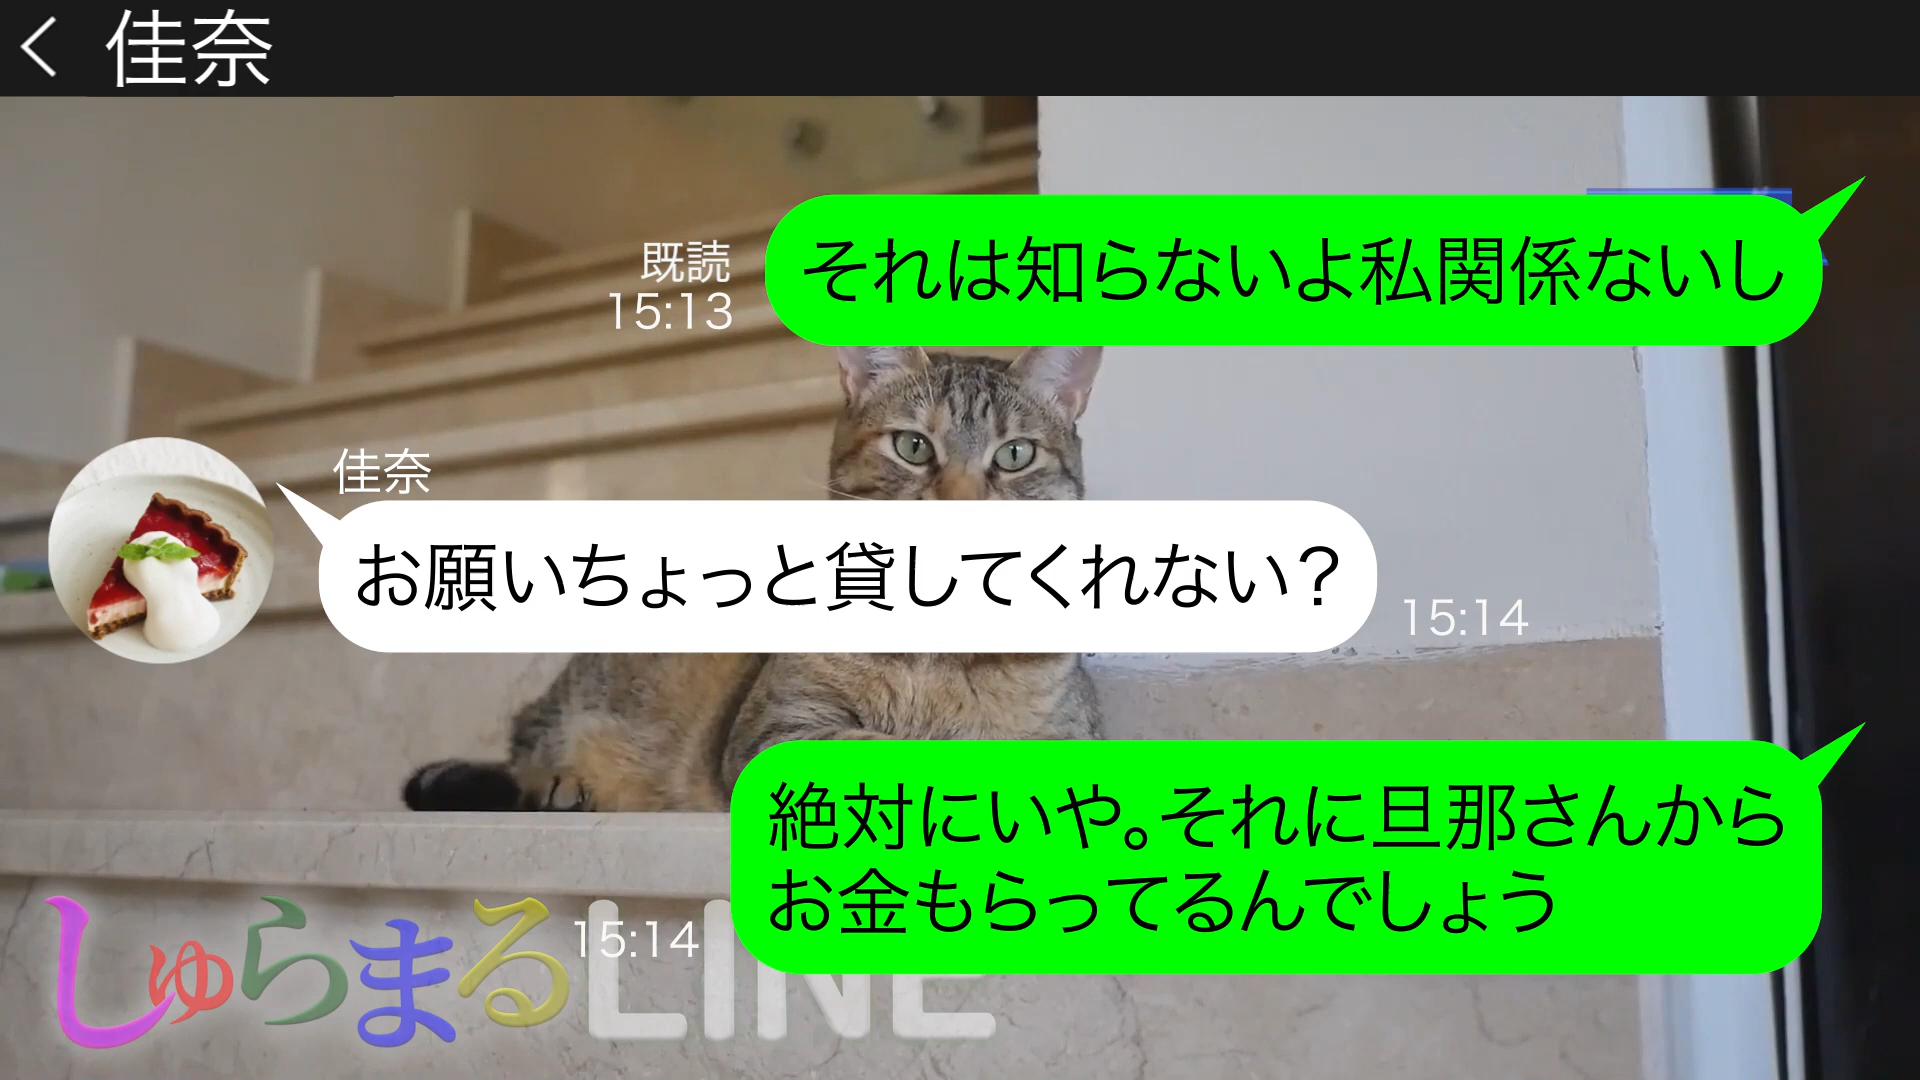 佳奈
それは知らないよ私関係ないし
既読
15:13
佳奈
お願いちょっと貸してくれない？
15:14
絶対にいや。それに旦那さんから
お金もらってるんでしょう
15:14
しゅらまるLINE